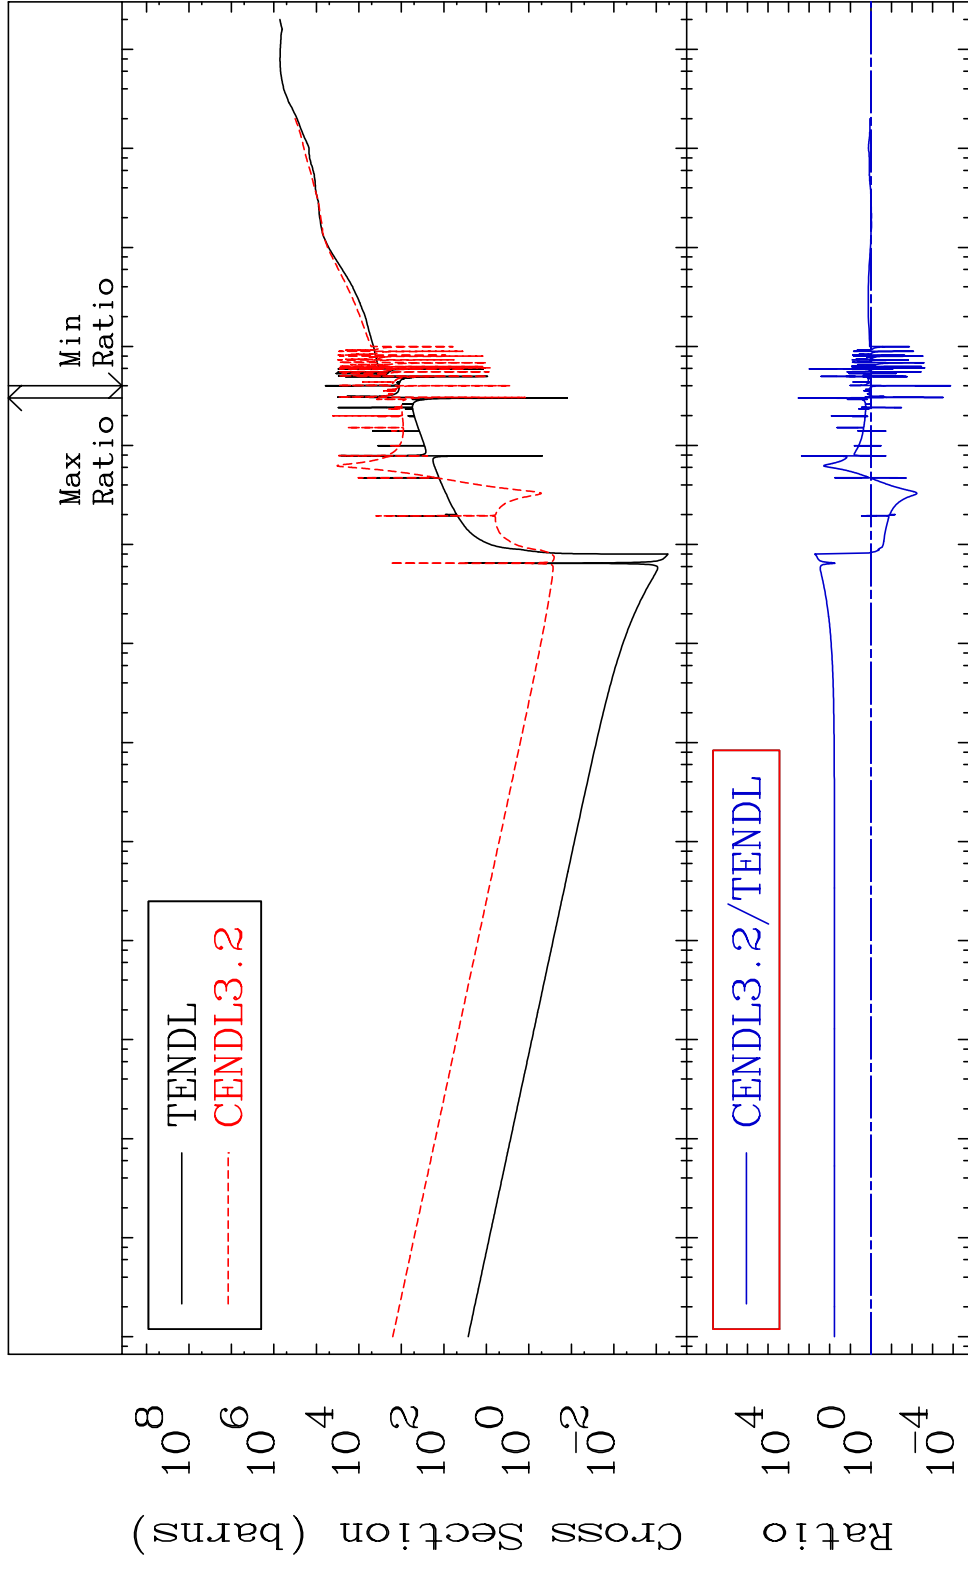 Max
Ratio
Min
Ratio
TENDL
CENDL3.2
CENDL3.2/TENDL
Cross Section (barns)
10^8
10^6
10^4
10^2
10^0
10^-2
Ratio
10^4
10^0
10^-4